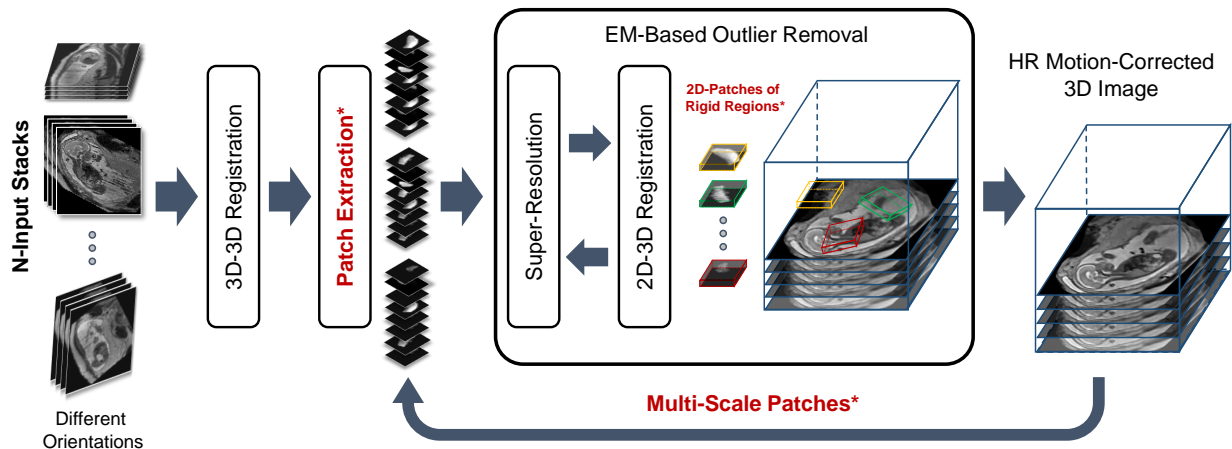 N-Input Stacks
Different
Orientations
3D-3D Registration
Patch Extraction*
EM-Based Outlier Removal
Super-Resolution
2D-3D Registration
2D-Patches of
Rigid Regions*
HR Motion-Corrected
3D Image
Multi-Scale Patches*